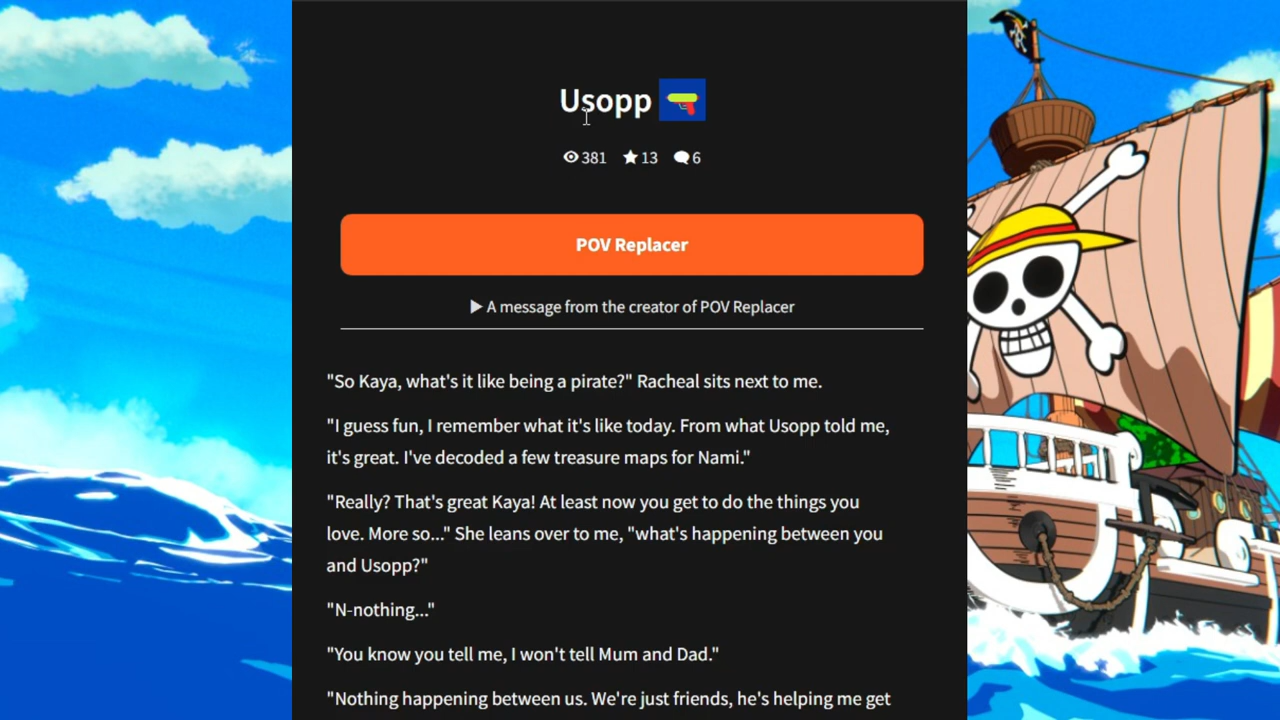 Usopp
381 13 6
POV Replacer
▶ A message from the creator of POV Replacer
"So Kaya, what's it like being a pirate?" Racheal sits next to me.
"I guess fun, I remember what it's like today. From what Usopp told me,
it's great. I've decoded a few treasure maps for Nami."
"Really? That's great Kaya! At least now you get to do the things you
love. More so..." She leans over to me, "what's happening between you
and Usopp?"
"N-nothing..."
"You know you tell me, I won't tell Mum and Dad."
"Nothing happening between us. We're just friends, he's helping me get